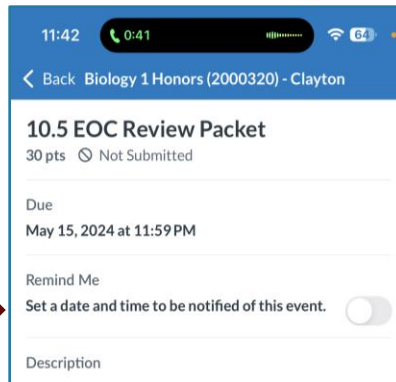 11:42 0:41 64
Back Biology 1 Honors (2000320) - Clayton
10.5 EOC Review Packet
30 pts Not Submitted
Due
May 15, 2024 at 11:59 PM
Remind Me
Set a date and time to be notified of this event.
Description